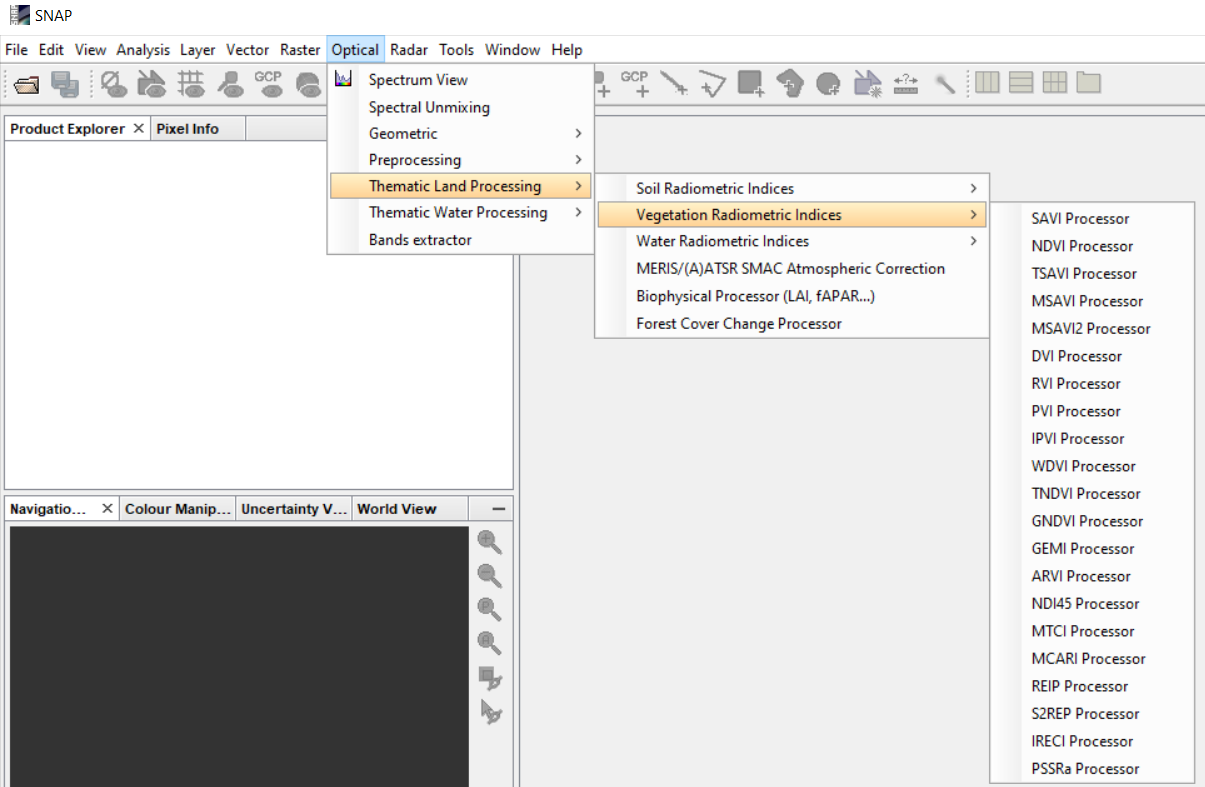 SNAP
File Edit View Analysis Layer Vector Raster Optical Radar Tools Window Help
GCP
GCP
Product Explorer
Pixel Info
Spectrum View
Spectral Unmixing
Geometric
Preprocessing
Thematic Land Processing
Thematic Water Processing
Bands extractor
Soil Radiometric Indices
Vegetation Radiometric Indices
Water Radiometric Indices
MERIS/(A)ATSR SMAC Atmospheric Correction
Biophysical Processor (LAI, fAPAR...)
Forest Cover Change Processor
SAVI Processor
NDVI Processor
TSAVI Processor
MSAVI Processor
MSAVI2 Processor
DVI Processor
RVI Processor
PVI Processor
IPVI Processor
WDVI Processor
TNDVI Processor
GNDVI Processor
GEMI Processor
ARVI Processor
NDI45 Processor
MTCI Processor
MCARI Processor
REIP Processor
S2REP Processor
IRECI Processor
PSSRa Processor
Navigatio...
Colour Manip...
Uncertainty V...
World View